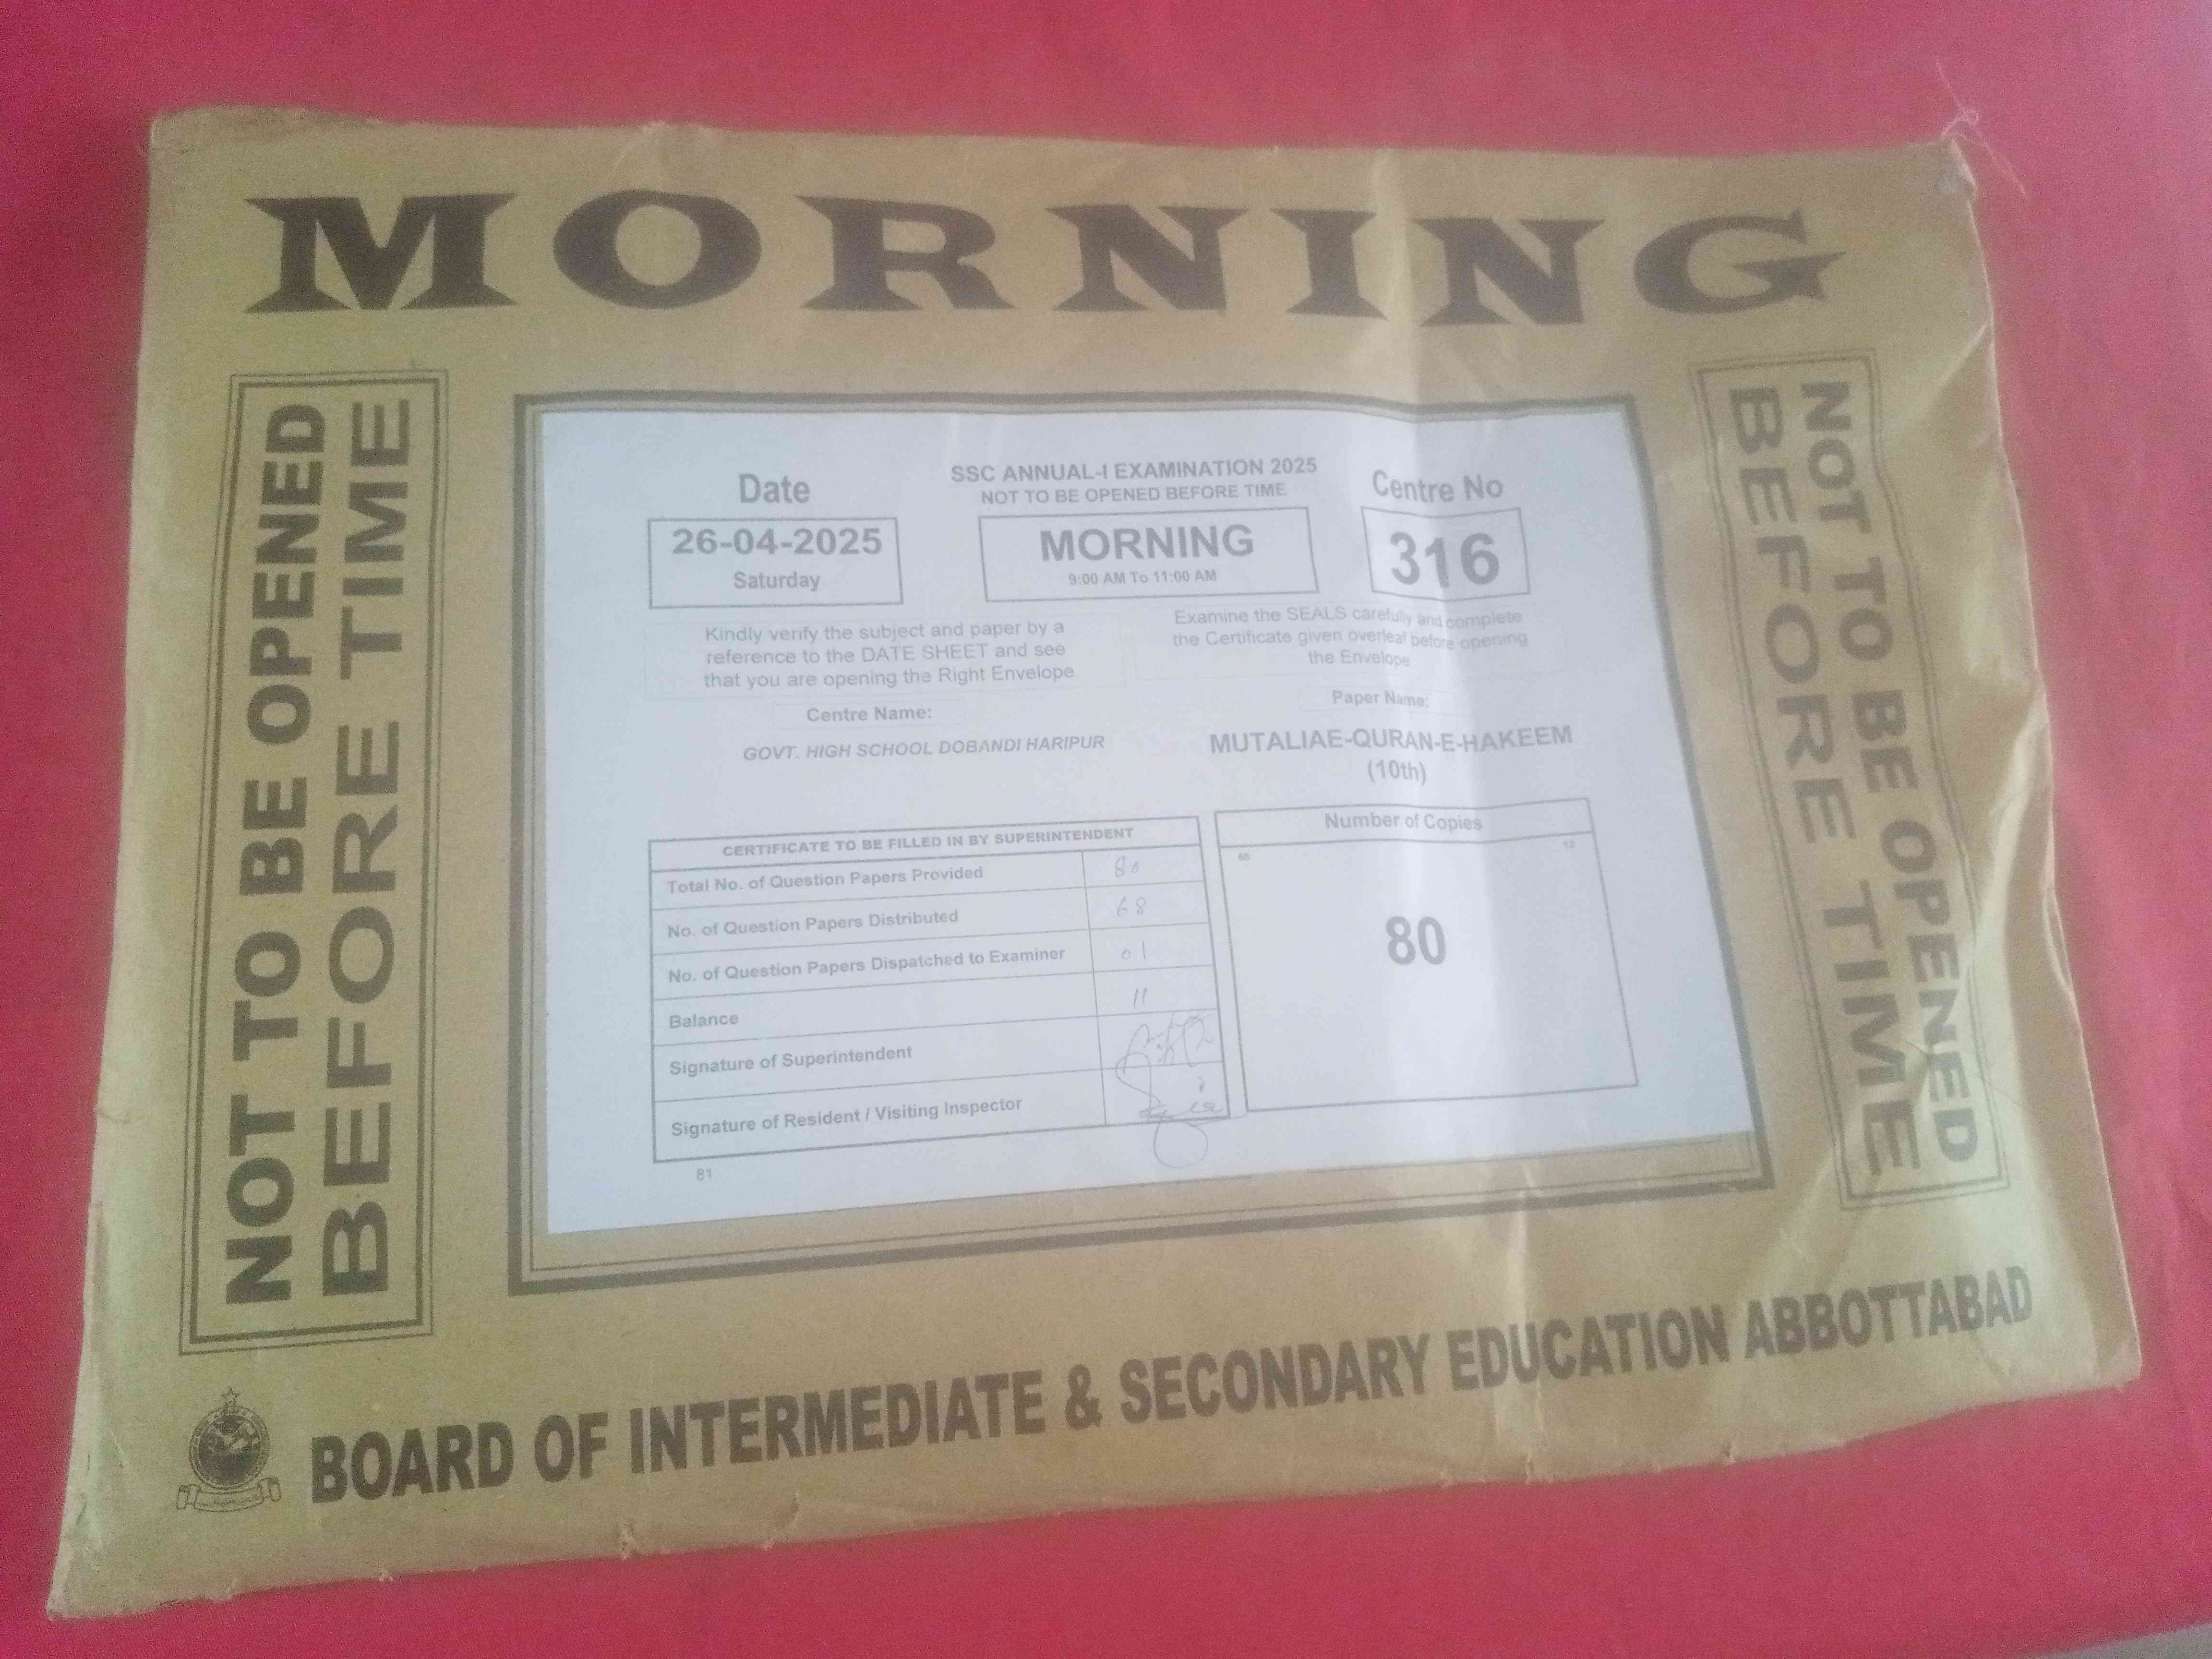 MORNING
NOT TO BE OPENED
BEFORE TIME
Date
26-04-2025
Saturday
SSC ANNUAL-I EXAMINATION 2025
NOT TO BE OPENED BEFORE TIME
MORNING
9:00 AM To 11:00 AM
Centre No
316
Kindly verify the subject and paper by a
reference to the DATE SHEET and see
that you are opening the Right Envelope
Examine the SEALS carefully and complete
the Certificate given overleaf before opening
the Envelope
Centre Name:
GOVT. HIGH SCHOOL DOBANDI HARIPUR
Paper Name:
MUTALIAE-QURAN-E-HAKEEM
(10th)
CERTIFICATE TO BE FILLED IN BY SUPERINTENDENT
Total No. of Question Papers Provided 80
No. of Question Papers Distributed 68
No. of Question Papers Dispatched to Examiner 01
Balance 11
Signature of Superintendent
Signature of Resident / Visiting Inspector
81
Number of Copies
68 12
80
NOT TO BE OPENED
BEFORE TIME
BOARD OF INTERMEDIATE & SECONDARY EDUCATION ABBOTTABAD